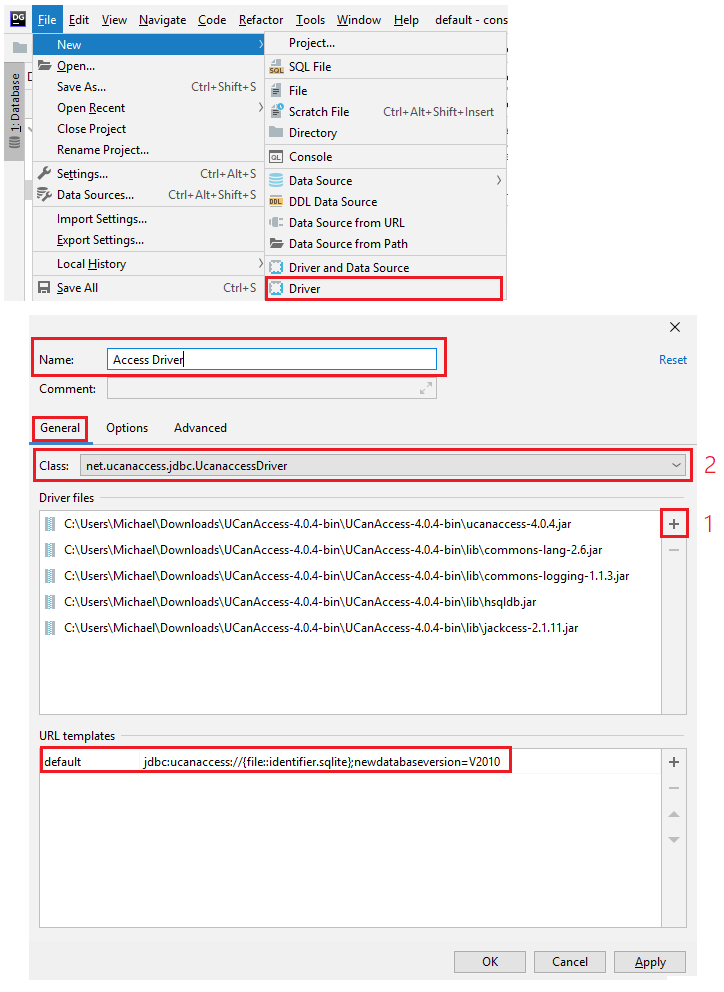 DG File Edit View Navigate Code Refactor Tools Window Help default - cons
1: Database
D
New
Open...
Save As... Ctrl+Shift+S
Open Recent
Close Project
Rename Project...
Settings... Ctrl+Alt+S
Data Sources... Ctrl+Alt+Shift+S
Import Settings...
Export Settings...
Local History
Save All Ctrl+S
Project...
SQL SQL File
File
Scratch File Ctrl+Alt+Shift+Insert
Directory
QL Console
Data Source
DDL DDL Data Source
Data Source from URL
Data Source from Path
Driver and Data Source
Driver
Name: Access Driver Reset
Comment:
General Options Advanced
Class: net.ucanaccess.jdbc.UcanaccessDriver 2
Driver files
C:\Users\Michael\Downloads\UCanAccess-4.0.4-bin\UCanAccess-4.0.4-bin\ucanaccess-4.0.4.jar 1
C:\Users\Michael\Downloads\UCanAccess-4.0.4-bin\UCanAccess-4.0.4-bin\lib\commons-lang-2.6.jar
C:\Users\Michael\Downloads\UCanAccess-4.0.4-bin\UCanAccess-4.0.4-bin\lib\commons-logging-1.1.3.jar
C:\Users\Michael\Downloads\UCanAccess-4.0.4-bin\UCanAccess-4.0.4-bin\lib\hsqldb.jar
C:\Users\Michael\Downloads\UCanAccess-4.0.4-bin\UCanAccess-4.0.4-bin\lib\jackcess-2.1.11.jar
URL templates
default jdbc:ucanaccess://{file::identifier.sqlite};newdatabaseversion=V2010
OK Cancel Apply